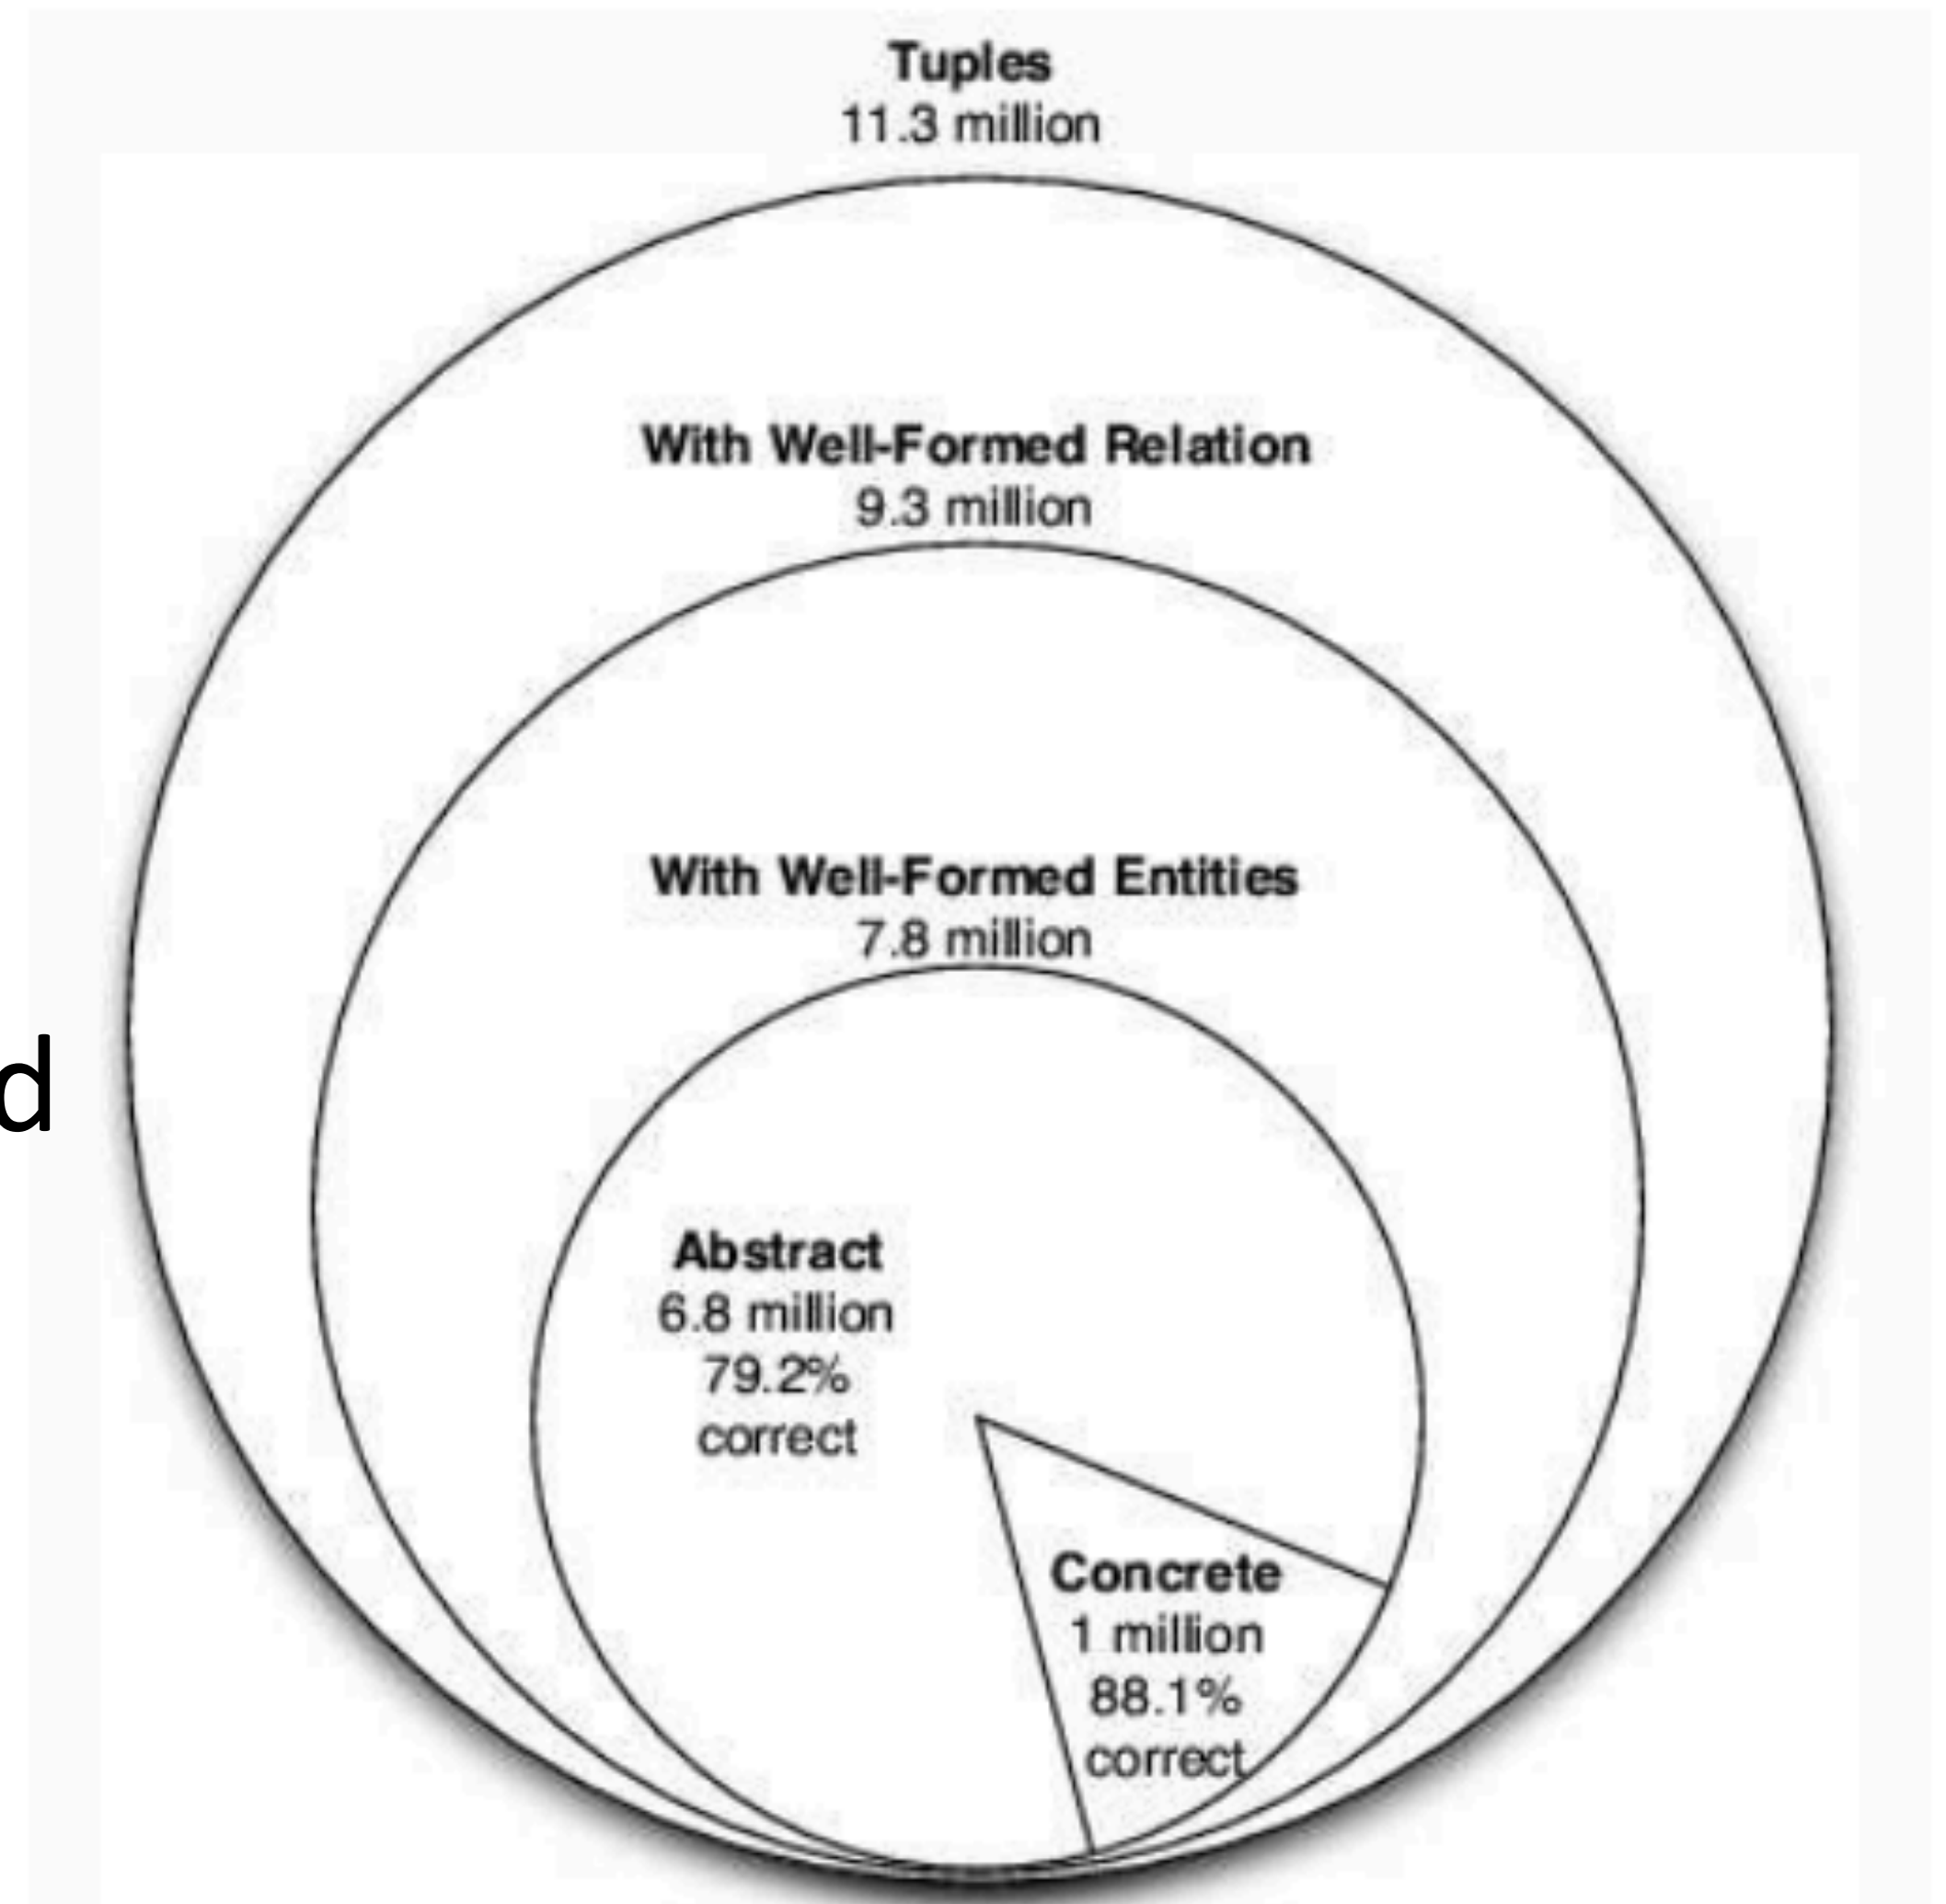 Tuples
11.3 million
With Well-Formed Relation
9.3 million
With Well-Formed Entities
7.8 million
d
Abstract
6.8 million
79.2%
correct
Concrete
1 million
88.1%
correct